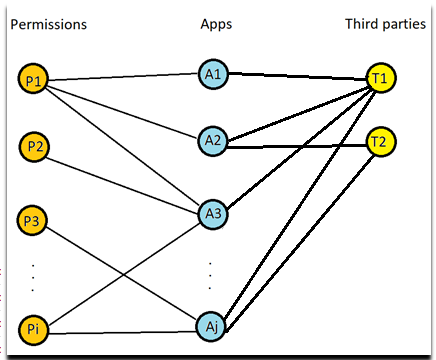 Permissions Apps Third parties
P1 A1 T1
P2 A2 T2
P3 A3
Pi Aj